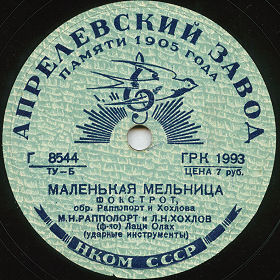 АПРЕЛЕВСКИЙ ЗАВОД
ПАМЯТИ 1905 ГОДА
Г 8544 ГРК 1993
ТУ-Б ЦЕНА 7 руб.
МАЛЕНЬКАЯ МЕЛЬНИЦА
ФОКСТРОТ,
обр. Раппопорт и Хохлова
М.Н.РАППОПОРТ и Л.Н.ХОХЛОВ
(ф-но) Лаци Олах
(ударные инструменты)
НКОМ СССР